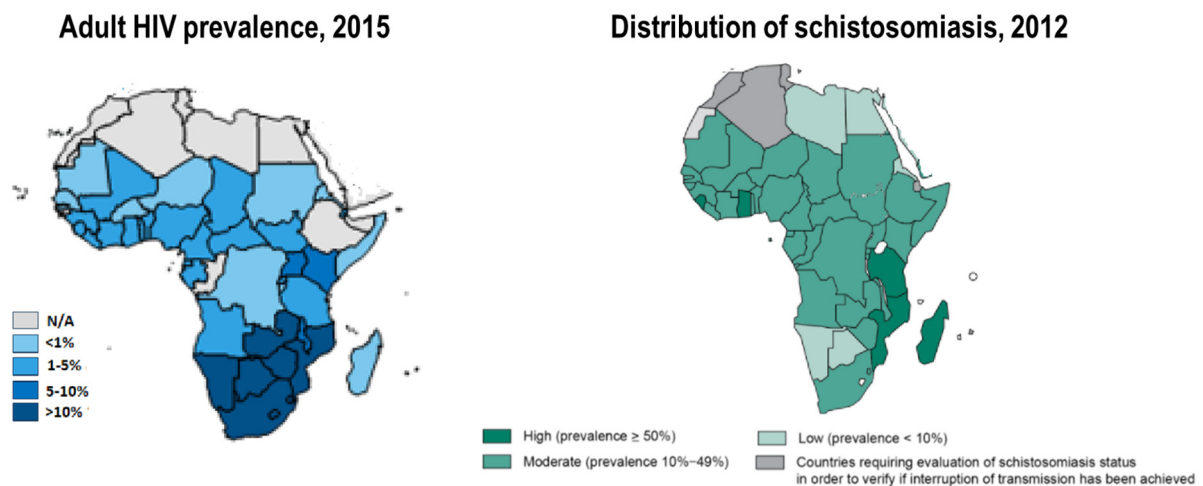 Adult HIV prevalence, 2015
Distribution of schistosomiasis, 2012
N/A
<1%
1-5%
5-10%
>10%
High (prevalence ≥ 50%)
Moderate (prevalence 10%–49%)
Low (prevalence < 10%)
Countries requiring evaluation of schistosomiasis status
in order to verify if interruption of transmission has been achieved